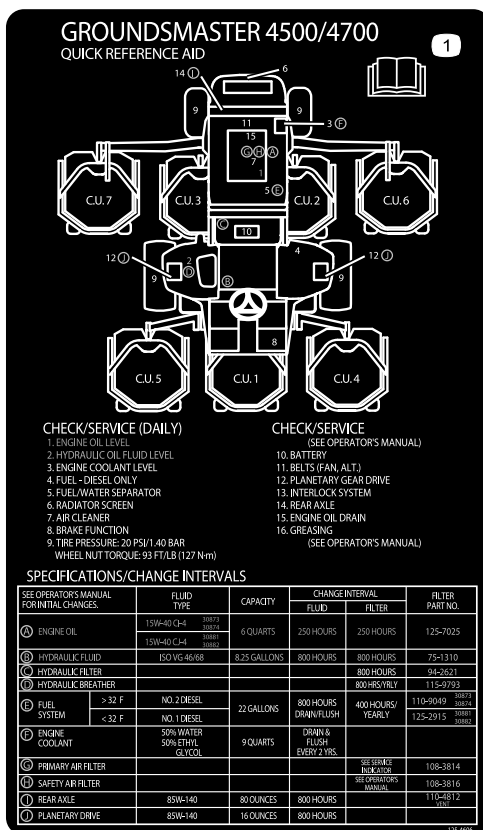 GROUNDSMASTER 4500/4700
QUICK REFERENCE AID
1
6
14 I
9
9
3 F
11
15
G H A
7
1
5 E
C.U. 7
C.U. 3
C.U. 2
C.U. 6
C
10
12 J
2
D
4
12 J
9
B
9
8
C.U. 5
C.U. 1
C.U. 4
CHECK/SERVICE (DAILY)
1. ENGINE OIL LEVEL
2. HYDRAULIC OIL FLUID LEVEL
3. ENGINE COOLANT LEVEL
4. FUEL - DIESEL ONLY
5. FUEL/WATER SEPARATOR
6. RADIATOR SCREEN
7. AIR CLEANER
8. BRAKE FUNCTION
9. TIRE PRESSURE: 20 PSI/1.40 BAR
WHEEL NUT TORQUE: 93 FT/LB (127 N-m)
CHECK/SERVICE
(SEE OPERATOR'S MANUAL)
10. BATTERY
11. BELTS (FAN, ALT.)
12. PLANETARY GEAR DRIVE
13. INTERLOCK SYSTEM
14. REAR AXLE
15. ENGINE OIL DRAIN
16. GREASING
(SEE OPERATOR'S MANUAL)
SPECIFICATIONS/CHANGE INTERVALS
SEE OPERATOR'S MANUAL FOR INITIAL CHANGES. FLUID TYPE CAPACITY CHANGE INTERVAL FLUID FILTER FILTER PART NO.
A ENGINE OIL 15W-40 CI-4 30873 30874 15W-40 CJ-4 30881 30882 6 QUARTS 250 HOURS 250 HOURS 125-7025
B HYDRAULIC FLUID ISO VG 46/68 8.25 GALLONS 800 HOURS 800 HOURS 75-1310
C HYDRAULIC FILTER 800 HOURS 94-2621
D HYDRAULIC BREATHER 800 HRS/YRLY 115-9793
E FUEL SYSTEM > 32 F NO. 2 DIESEL < 32 F NO. 1 DIESEL 22 GALLONS 800 HOURS DRAIN/FLUSH 400 HOURS/ YEARLY 110-9049 30873 30874 125-2915 30881 30882
F ENGINE COOLANT 50% WATER 50% ETHYL GLYCOL 9 QUARTS DRAIN & FLUSH EVERY 2 YRS.
G PRIMARY AIR FILTER SEE SERVICE INDICATOR 108-3814
H SAFETY AIR FILTER SEE OPERATOR'S MANUAL 108-3816
I REAR AXLE 85W-140 80 OUNCES 800 HOURS 110-4812 VENT
J PLANETARY DRIVE 85W-140 16 OUNCES 800 HOURS
125-4606